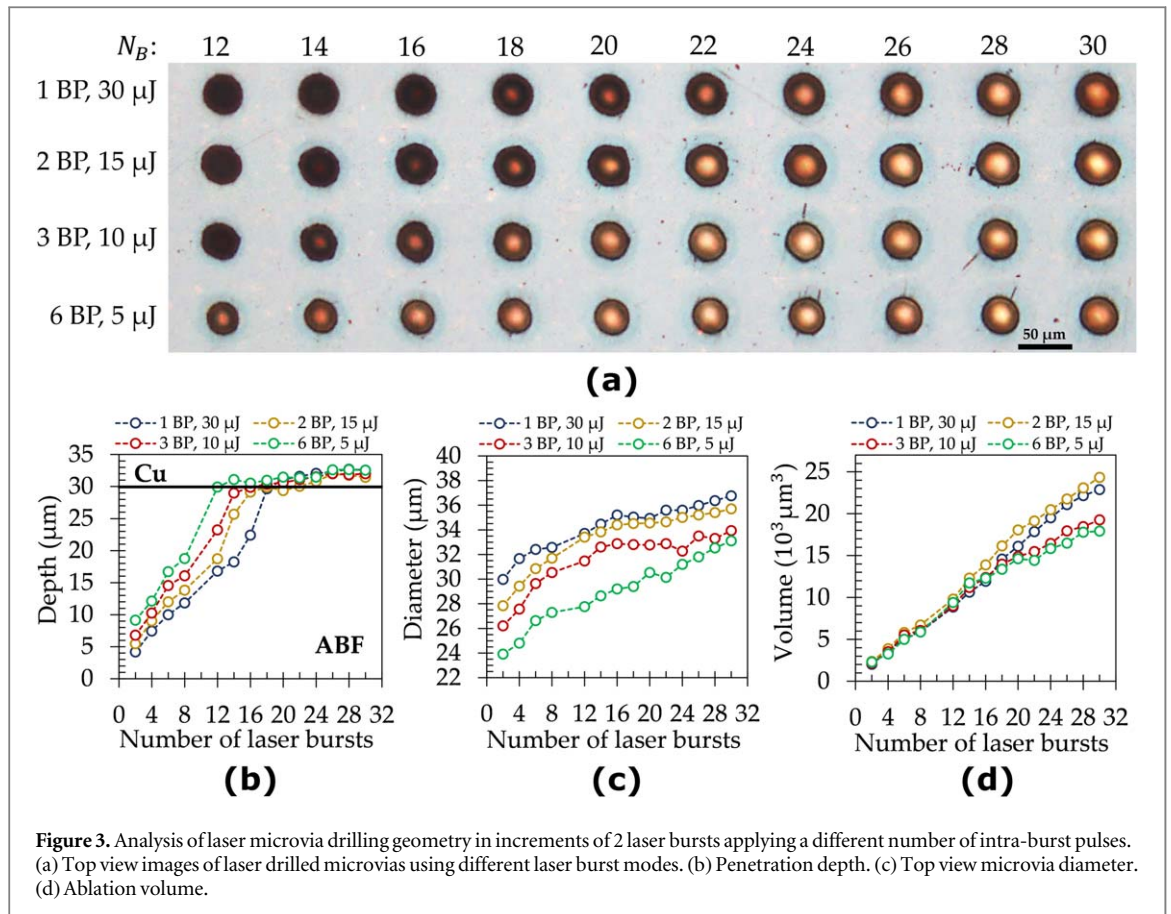 N_B: 12 14 16 18 20 22 24 26 28 30
1 BP, 30 μJ
2 BP, 15 μJ
3 BP, 10 μJ
6 BP, 5 μJ
50 μm
(a)
1 BP, 30 μJ 2 BP, 15 μJ
3 BP, 10 μJ 6 BP, 5 μJ
35
30
25
20
15
10
5
0
Depth (μm)
Cu
ABF
0 4 8 12 16 20 24 28 32
Number of laser bursts
(b)
1 BP, 30 μJ 2 BP, 15 μJ
3 BP, 10 μJ 6 BP, 5 μJ
40
38
36
34
32
30
28
26
24
22
Diameter (μm)
0 4 8 12 16 20 24 28 32
Number of laser bursts
(c)
1 BP, 30 μJ 2 BP, 15 μJ
3 BP, 10 μJ 6 BP, 5 μJ
25
20
15
10
5
0
Volume (10³ μm³)
0 4 8 12 16 20 24 28 32
Number of laser bursts
(d)
Figure 3. Analysis of laser microvia drilling geometry in increments of 2 laser bursts applying a different number of intra-burst pulses.
(a) Top view images of laser drilled microvias using different laser burst modes. (b) Penetration depth. (c) Top view microvia diameter.
(d) Ablation volume.